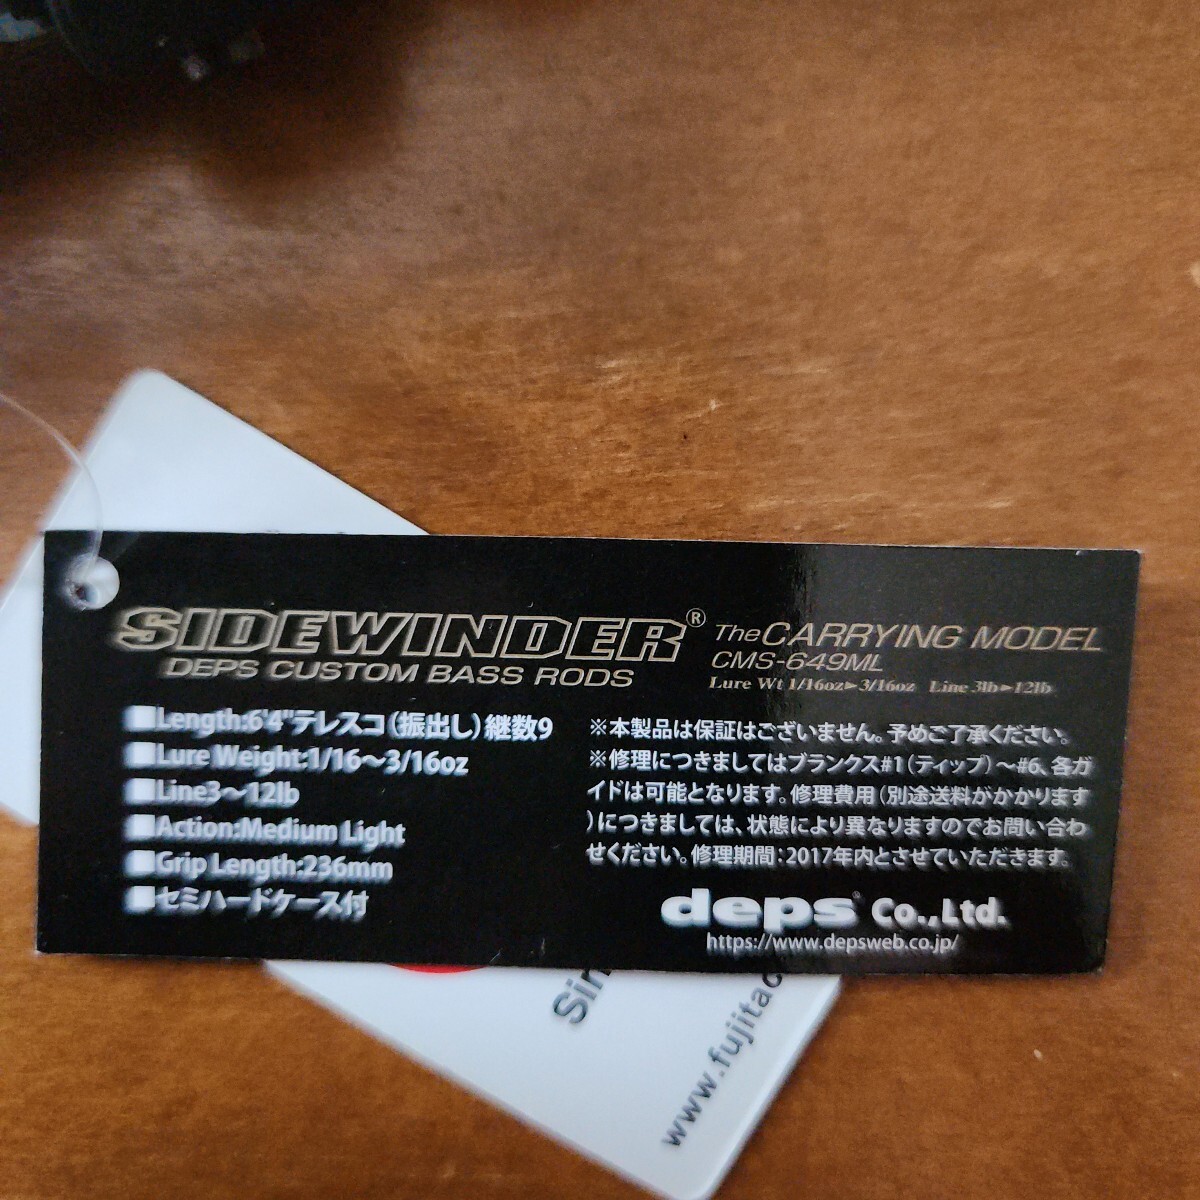 SIDEWINDER®
DEPS CUSTOM BASS RODS
The CARRYING MODEL
CMS-649ML
Lure Wt 1/16oz►3/16oz Line 3lb►12lb
■Length:6'4"テレスコ(振出し)継数9
■Lure Weight:1/16～3/16oz
■Line3～12lb
■Action:Medium Light
■Grip Length:236mm
■セミハードケース付
※本製品は保証はございません。予めご了承ください。
※修理につきましてはブランクス#1(ティップ)～#6、各ガ
イドは可能となります。修理費用(別途送料がかかります
)につきましては、状態により異なりますのでお問い合わ
せください。修理期間：2017年内とさせていただきます。
deps® Co.,Ltd.
https://www.depsweb.co.jp/
www.fujita